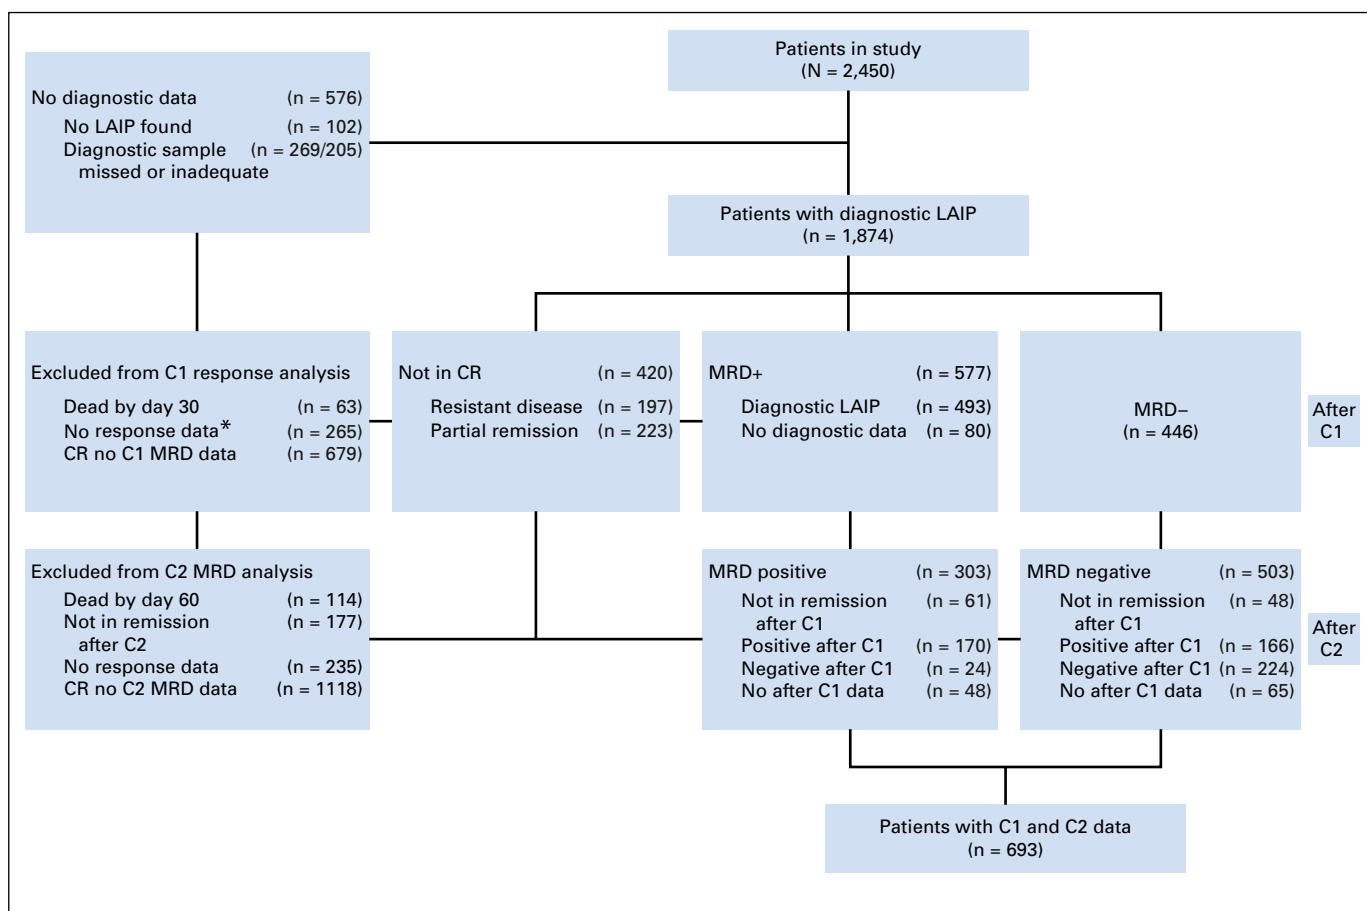 Patients in study
(N = 2,450)
No diagnostic data (n = 576)
No LAIP found (n = 102)
Diagnostic sample (n = 269/205)
missed or inadequate
Patients with diagnostic LAIP
(n = 1,874)
Excluded from C1 response analysis
Dead by day 30 (n = 63)
No response data* (n = 265)
CR no C1 MRD data (n = 679)
Not in CR (n = 420)
Resistant disease (n = 197)
Partial remission (n = 223)
MRD+ (n = 577)
Diagnostic LAIP (n = 493)
No diagnostic data (n = 80)
MRD–
(n = 446)
After
C1
Excluded from C2 MRD analysis
Dead by day 60 (n = 114)
Not in remission (n = 177)
after C2
No response data (n = 235)
CR no C2 MRD data (n = 1118)
MRD positive (n = 303)
Not in remission (n = 61)
after C1
Positive after C1 (n = 170)
Negative after C1 (n = 24)
No after C1 data (n = 48)
MRD negative (n = 503)
Not in remission (n = 48)
after C1
Positive after C1 (n = 166)
Negative after C1 (n = 224)
No after C1 data (n = 65)
After
C2
Patients with C1 and C2 data
(n = 693)